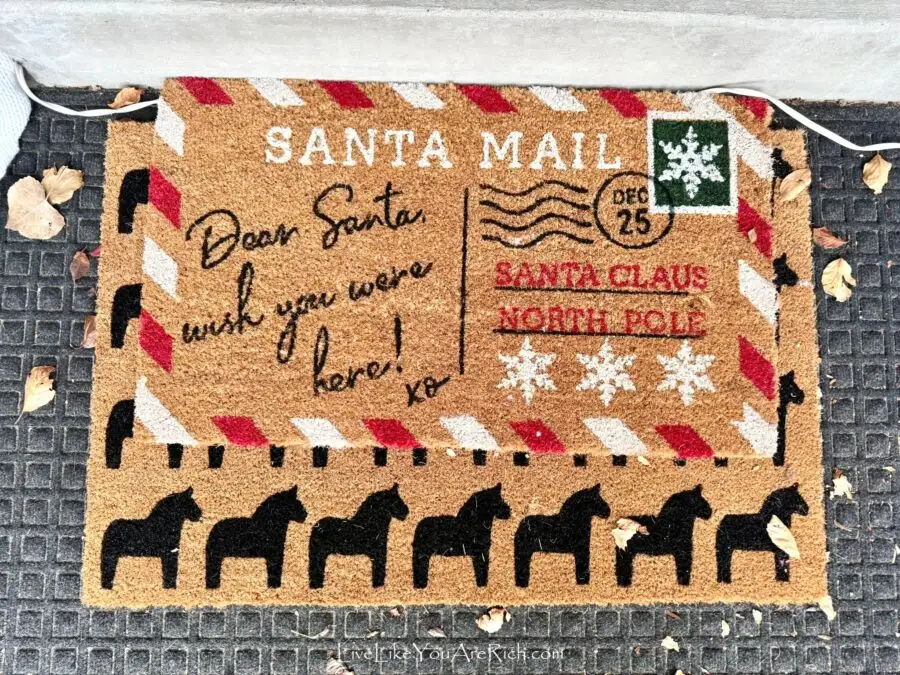 SANTA MAIL
Dear Santa,
wish you were
here!
xo
DEC
25
SANTA CLAUS
NORTH POLE
LiveLikeYouAreRich.com